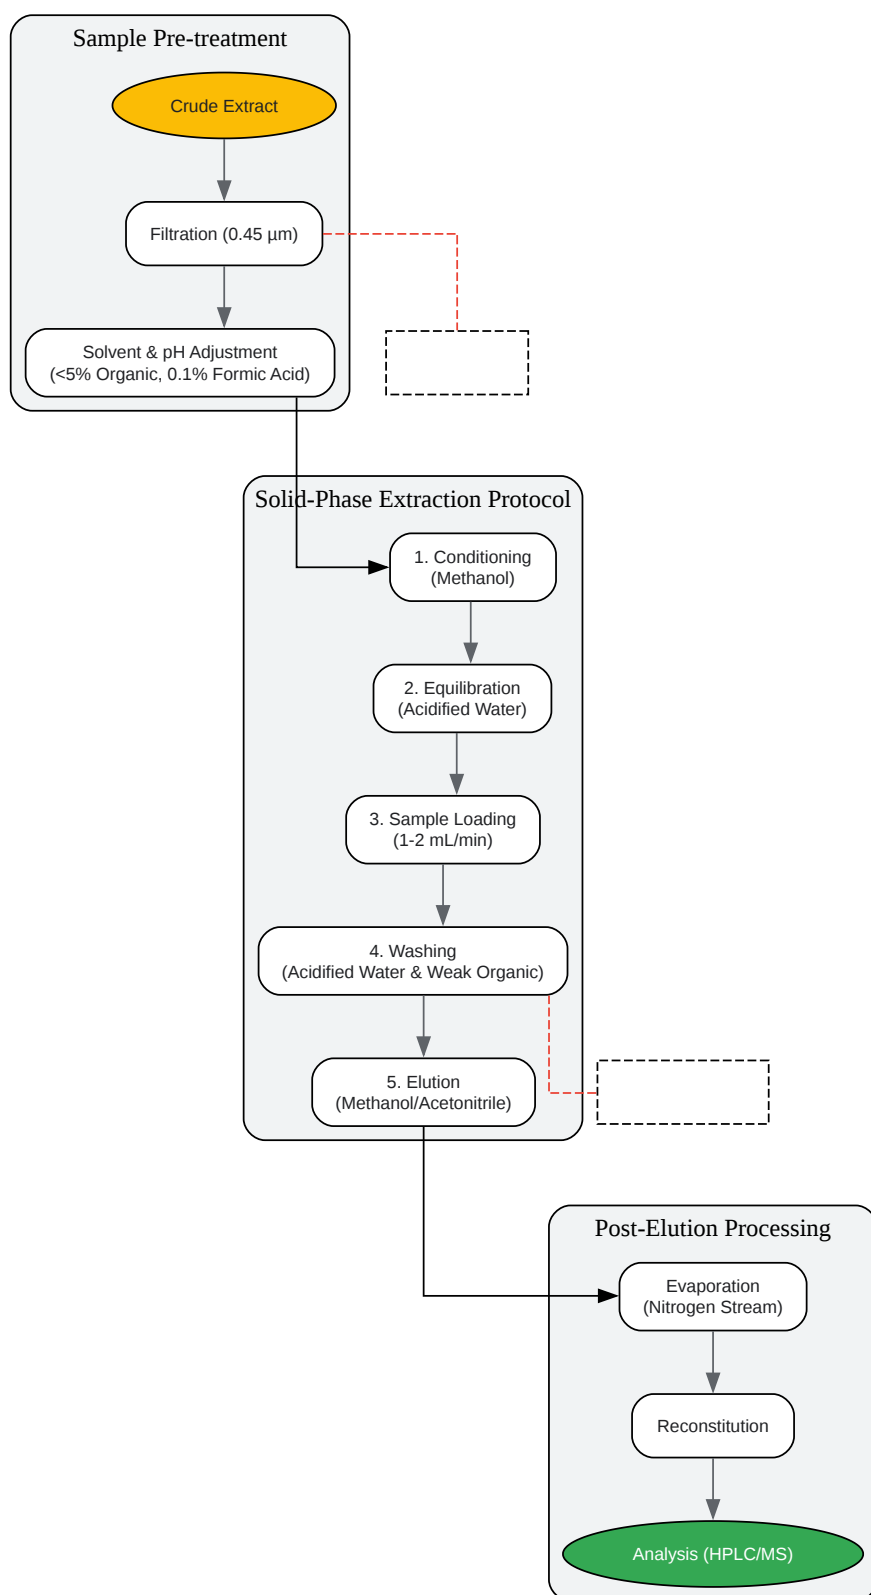 Sample Pre-treatment
Crude Extract
Filtration (0.45 µm)
Solvent & pH Adjustment
(<5% Organic, 0.1% Formic Acid)
Solid-Phase Extraction Protocol
1. Conditioning
(Methanol)
2. Equilibration
(Acidified Water)
3. Sample Loading
(1-2 mL/min)
4. Washing
(Acidified Water & Weak Organic)
5. Elution
(Methanol/Acetonitrile)
Post-Elution Processing
Evaporation
(Nitrogen Stream)
Reconstitution
Analysis (HPLC/MS)